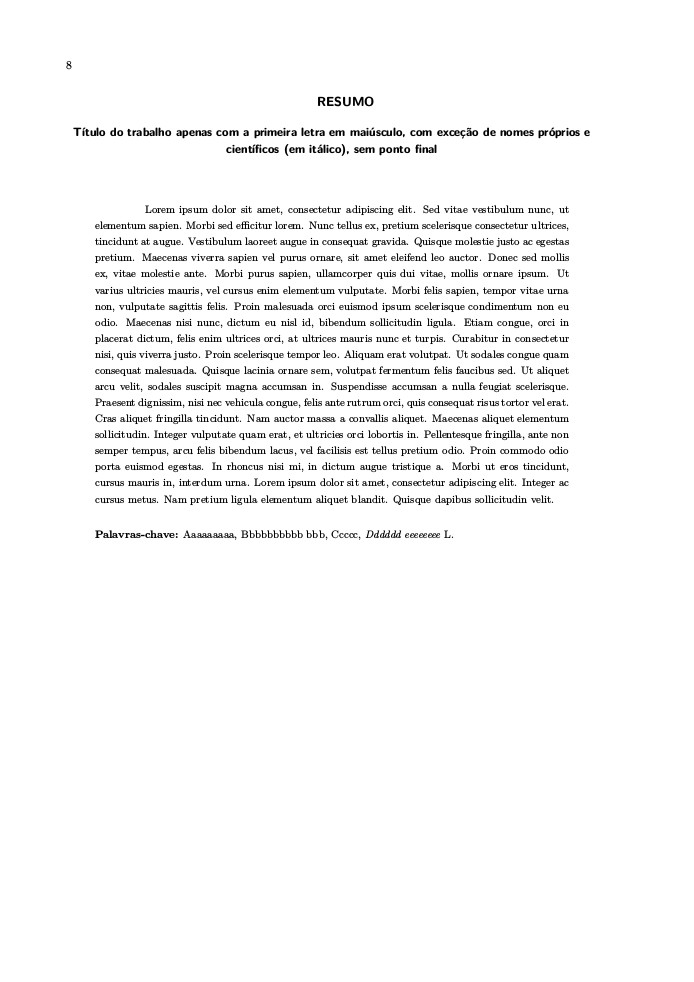 8
RESUMO
Título do trabalho apenas com a primeira letra em maiúsculo, com exceção de nomes próprios e
científicos (em itálico), sem ponto final
Lorem ipsum dolor sit amet, consectetur adipiscing elit. Sed vitae vestibulum nunc, ut
elementum sapien. Morbi sed efficitur lorem. Nunc tellus ex, pretium scelerisque consectetur ultrices,
tincidunt at augue. Vestibulum laoreet augue in consequat gravida. Quisque molestie justo ac egestas
pretium. Maecenas viverra sapien vel purus ornare, sit amet eleifend leo auctor. Donec sed mollis
ex, vitae molestie ante. Morbi purus sapien, ullamcorper quis dui vitae, mollis ornare ipsum. Ut
varius ultricies mauris, vel cursus enim elementum vulputate. Morbi felis sapien, tempor vitae urna
non, vulputate sagittis felis. Proin malesuada orci euismod ipsum scelerisque condimentum non eu
odio. Maecenas nisi nunc, dictum eu nisl id, bibendum sollicitudin ligula. Etiam congue, orci in
placerat dictum, felis enim ultrices orci, at ultrices mauris nunc et turpis. Curabitur in consectetur
nisi, quis viverra justo. Proin scelerisque tempor leo. Aliquam erat volutpat. Ut sodales congue quam
consequat malesuada. Quisque lacinia ornare sem, volutpat fermentum felis faucibus sed. Ut aliquet
arcu velit, sodales suscipit magna accumsan in. Suspendisse accumsan a nulla feugiat scelerisque.
Praesent dignissim, nisi nec vehicula congue, felis ante rutrum orci, quis consequat risus tortor vel erat.
Cras aliquet fringilla tincidunt. Nam auctor massa a convallis aliquet. Maecenas aliquet elementum
sollicitudin. Integer vulputate quam erat, et ultricies orci lobortis in. Pellentesque fringilla, ante non
semper tempus, arcu felis bibendum lacus, vel facilisis est tellus pretium odio. Proin commodo odio
porta euismod egestas. In rhoncus nisi mi, in dictum augue tristique a. Morbi ut eros tincidunt,
cursus mauris in, interdum urna. Lorem ipsum dolor sit amet, consectetur adipiscing elit. Integer ac
cursus metus. Nam pretium ligula elementum aliquet blandit. Quisque dapibus sollicitudin velit.
Palavras-chave: Aaaaaaaaa, Bbbbbbbbbb bbb, Ccccc, Dddddd eeeeeeee L.